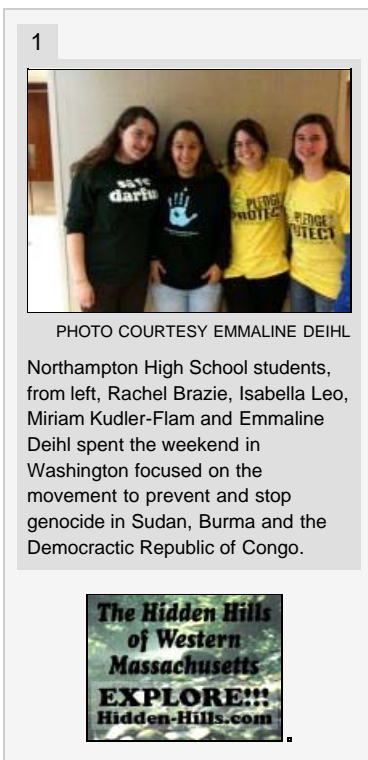 1
save
darfur
PLEDGE
PROTECT
PLEDGE
PROTECT
PHOTO COURTESY EMMALINE DEIHL
Northampton High School students,
from left, Rachel Brazie, Isabella Leo,
Miriam Kudler-Flam and Emmaline
Deihl spent the weekend in
Washington focused on the
movement to prevent and stop
genocide in Sudan, Burma and the
Democractic Republic of Congo.
The Hidden Hills
of Western
Massachusetts
EXPLORE!!!
Hidden-Hills.com